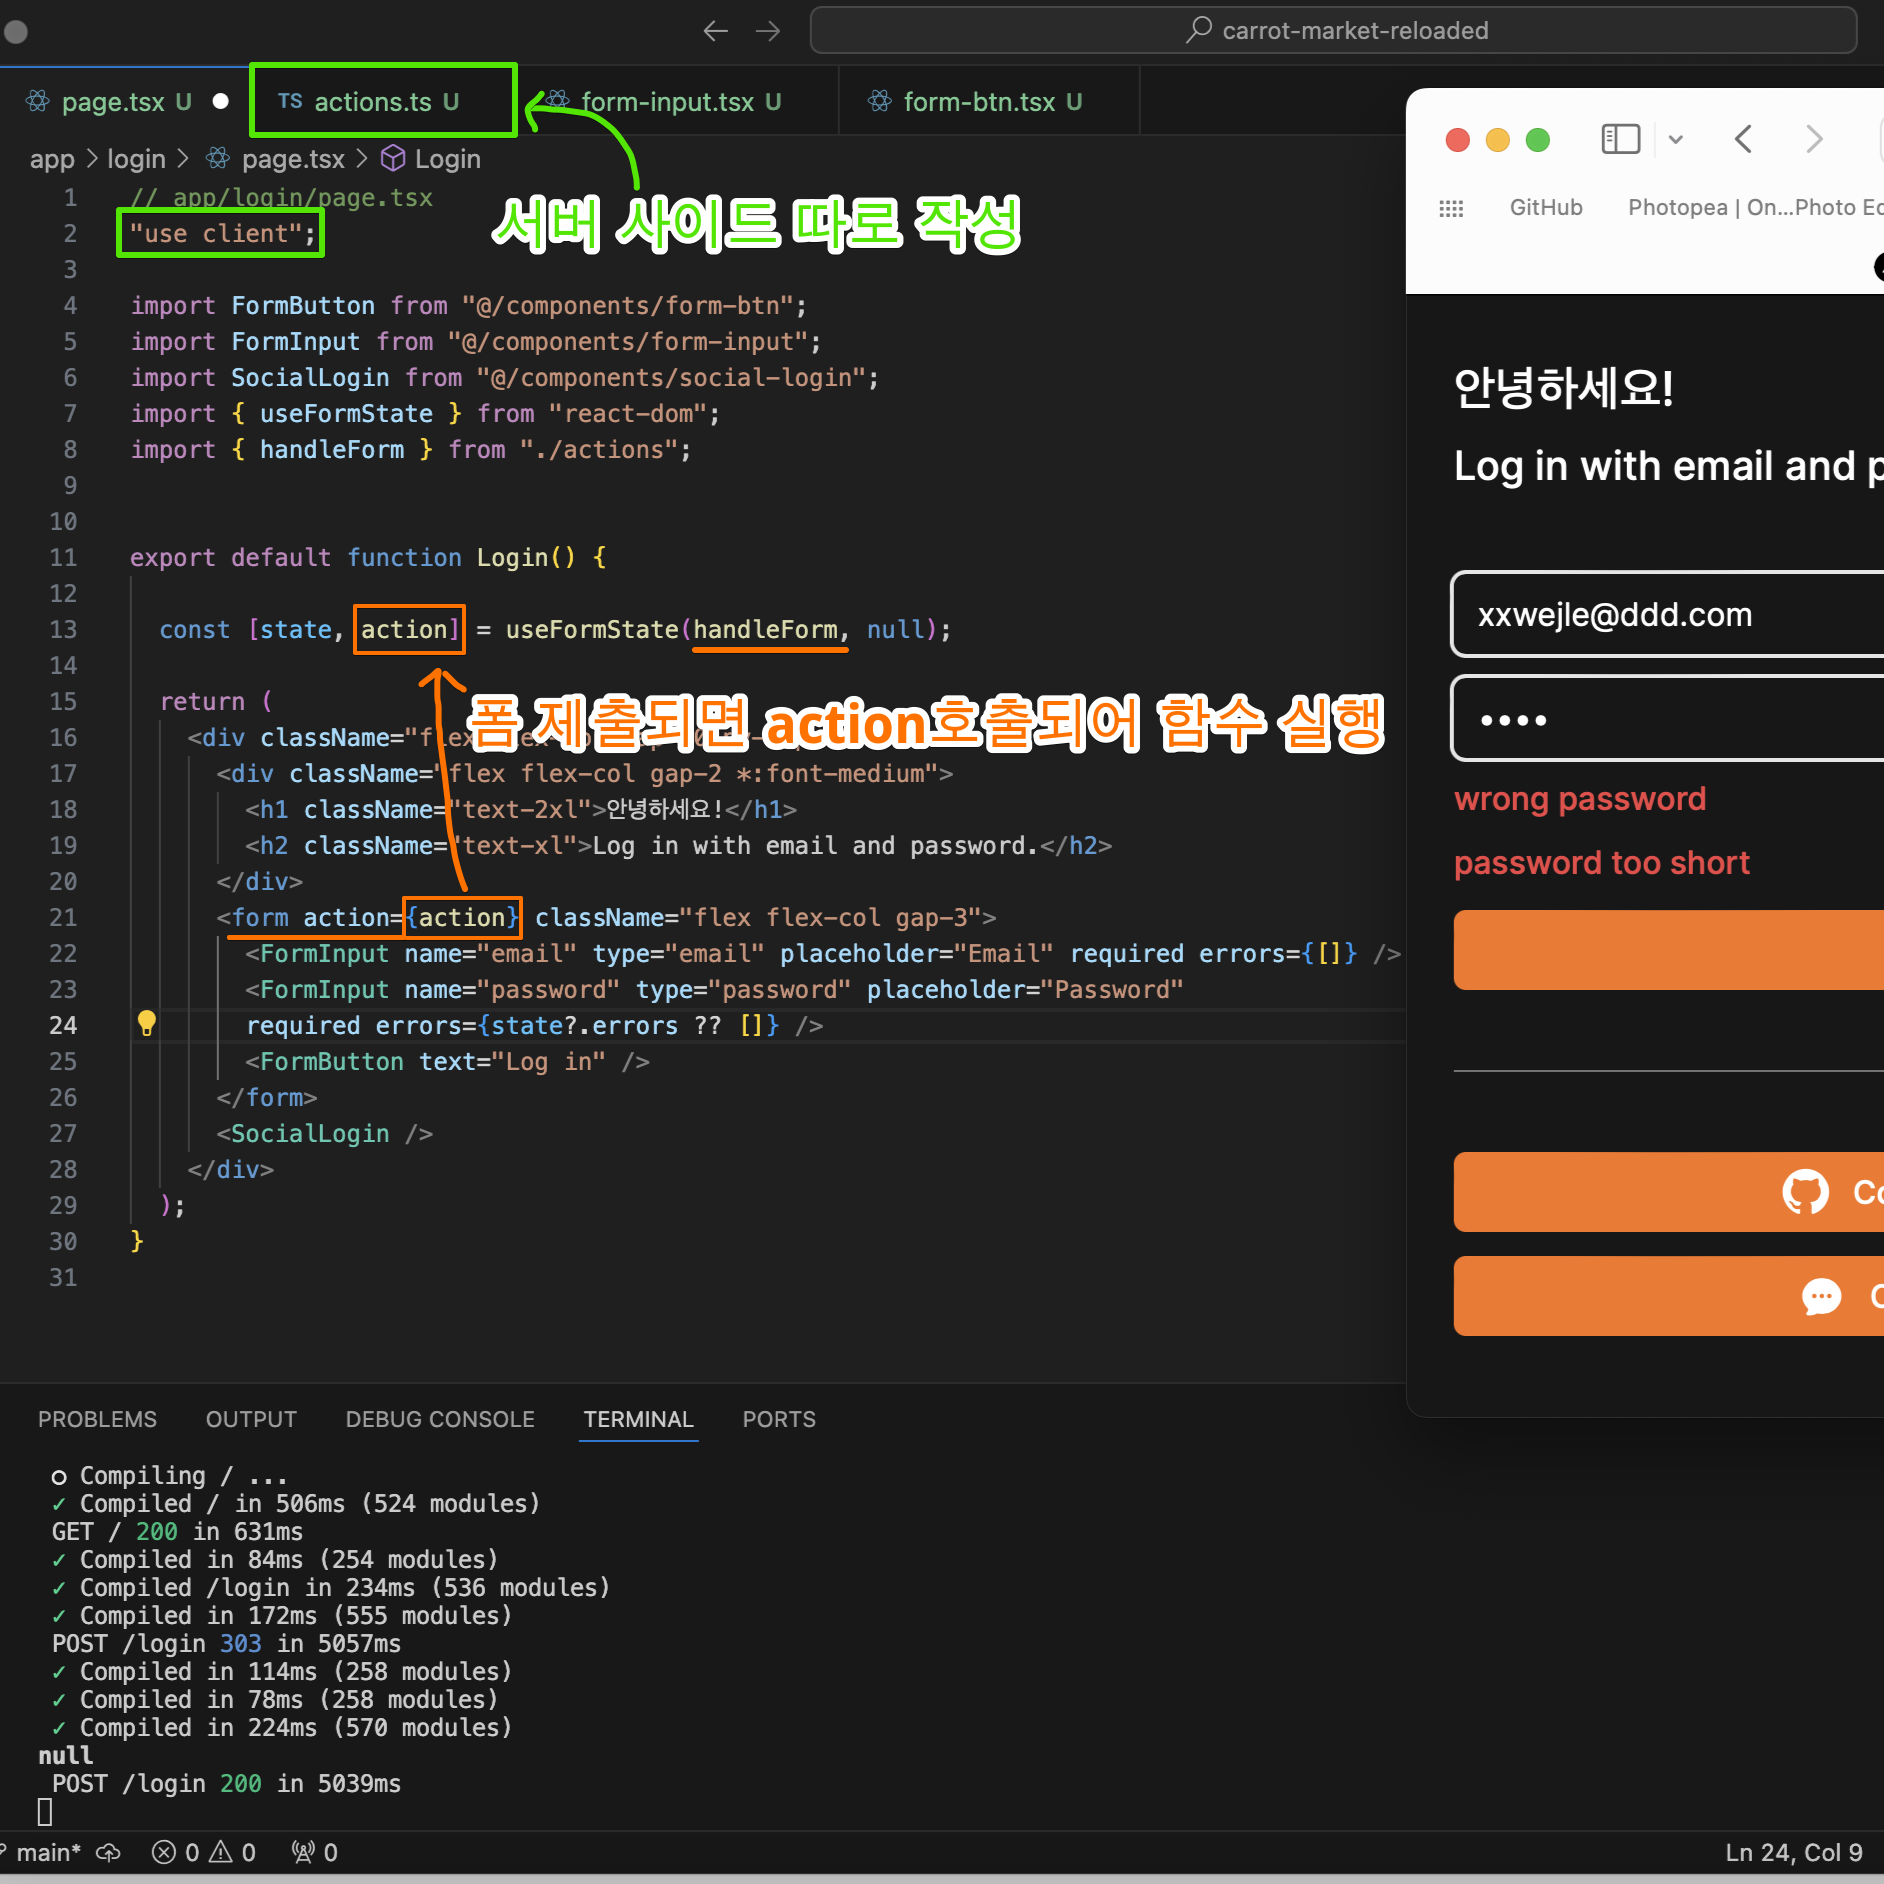 carrot-market-reloaded
page.tsx U
TS actions.ts U
form-input.tsx U
form-btn.tsx U
app > login > page.tsx > Login
1 // app/login/page.tsx
2 "use client";
서버 사이드 따로 작성
3
4 import FormButton from "@/components/form-btn";
5 import FormInput from "@/components/form-input";
6 import SocialLogin from "@/components/social-login";
7 import { useFormState } from "react-dom";
8 import { handleForm } from "./actions";
9
10
11 export default function Login() {
12
13 const [state, action] = useFormState(handleForm, null);
14
15 return (
폼 제출되면 action호출되어 함수 실행
16 <div className="flex
17 <div className="flex flex-col gap-2 *:font-medium">
18 <h1 className="text-2xl">안녕하세요!</h1>
19 <h2 className="text-xl">Log in with email and password.</h2>
20 </div>
21 <form action={action} className="flex flex-col gap-3">
22 <FormInput name="email" type="email" placeholder="Email" required errors={[]} />
23 <FormInput name="password" type="password" placeholder="Password"
24 required errors={state?.errors ?? []} />
25 <FormButton text="Log in" />
26 </form>
27 <SocialLogin />
28 </div>
29 );
30 }
31
GitHub
Photopea | On...Photo Ed
안녕하세요!
Log in with email and p
xxwejle@ddd.com
••••
wrong password
password too short
Co
C
PROBLEMS OUTPUT DEBUG CONSOLE TERMINAL PORTS
○ Compiling / ...
✓ Compiled / in 506ms (524 modules)
GET / 200 in 631ms
✓ Compiled in 84ms (254 modules)
✓ Compiled /login in 234ms (536 modules)
✓ Compiled in 172ms (555 modules)
POST /login 303 in 5057ms
✓ Compiled in 114ms (258 modules)
✓ Compiled in 78ms (258 modules)
✓ Compiled in 224ms (570 modules)
null
POST /login 200 in 5039ms
main* 0 0 0
Ln 24, Col 9